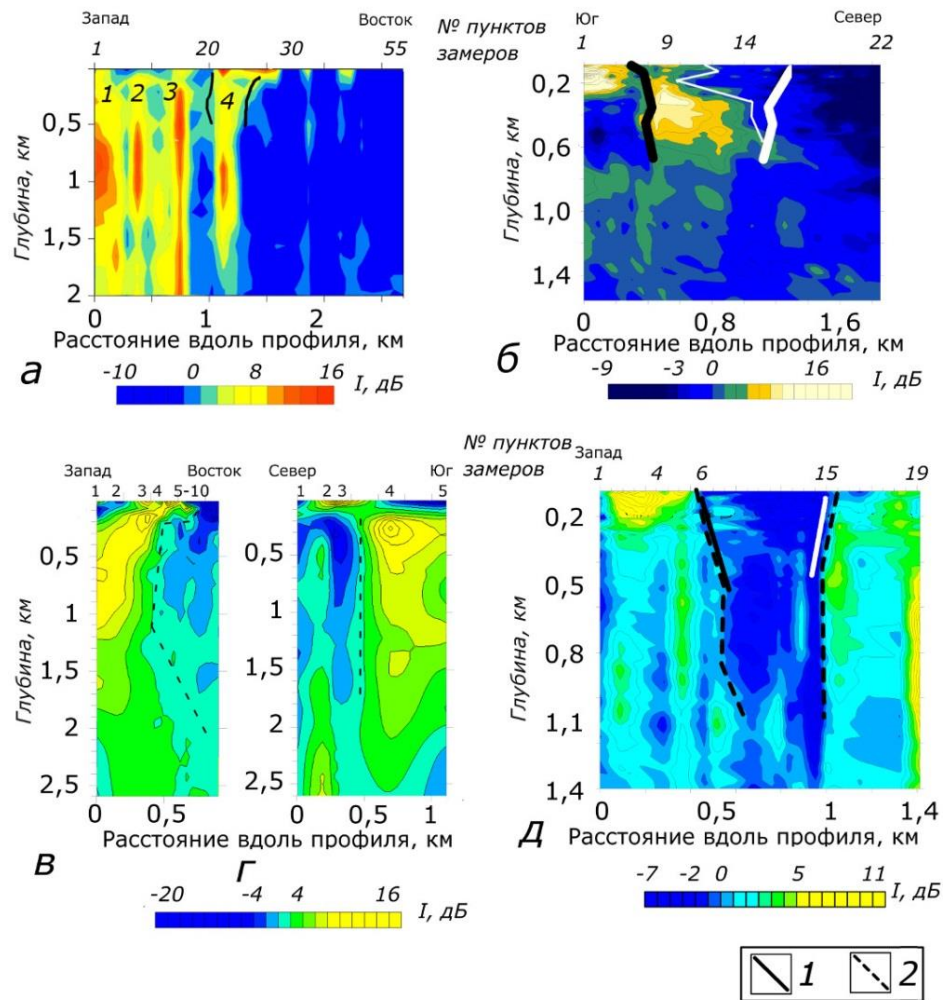 Запад Восток
1 20 30 55
1 2 3 4
0,5
1
1,5
2
Глубина, км
0 1 2
Расстояние вдоль профиля, км
а
-10 0 8 16 I, дБ
№ пунктов
замеров
Юг Север
1 9 14 22
0,2
0,6
1,0
1,4
Глубина, км
0 0,8 1,6
Расстояние вдоль профиля, км
б
-9 -3 0 16 I, дБ
Запад Восток
1 2 3 4 5-10
0,5
1
1,5
2
2,5
Глубина, км
0 0,5
Север Юг
1 2 3 4 5
0,5
1
1,5
2
2,5
0 0,5 1
Расстояние вдоль профиля, км
в
г
-20 -4 4 16 I, дБ
№ пунктов
замеров
Запад
1 4 6 15 19
0,2
0,5
0,8
1,1
1,4
Глубина, км
0 0,5 1 1,4
Расстояние вдоль профиля, км
д
-7 -2 0 5 11
I, дБ
1 2